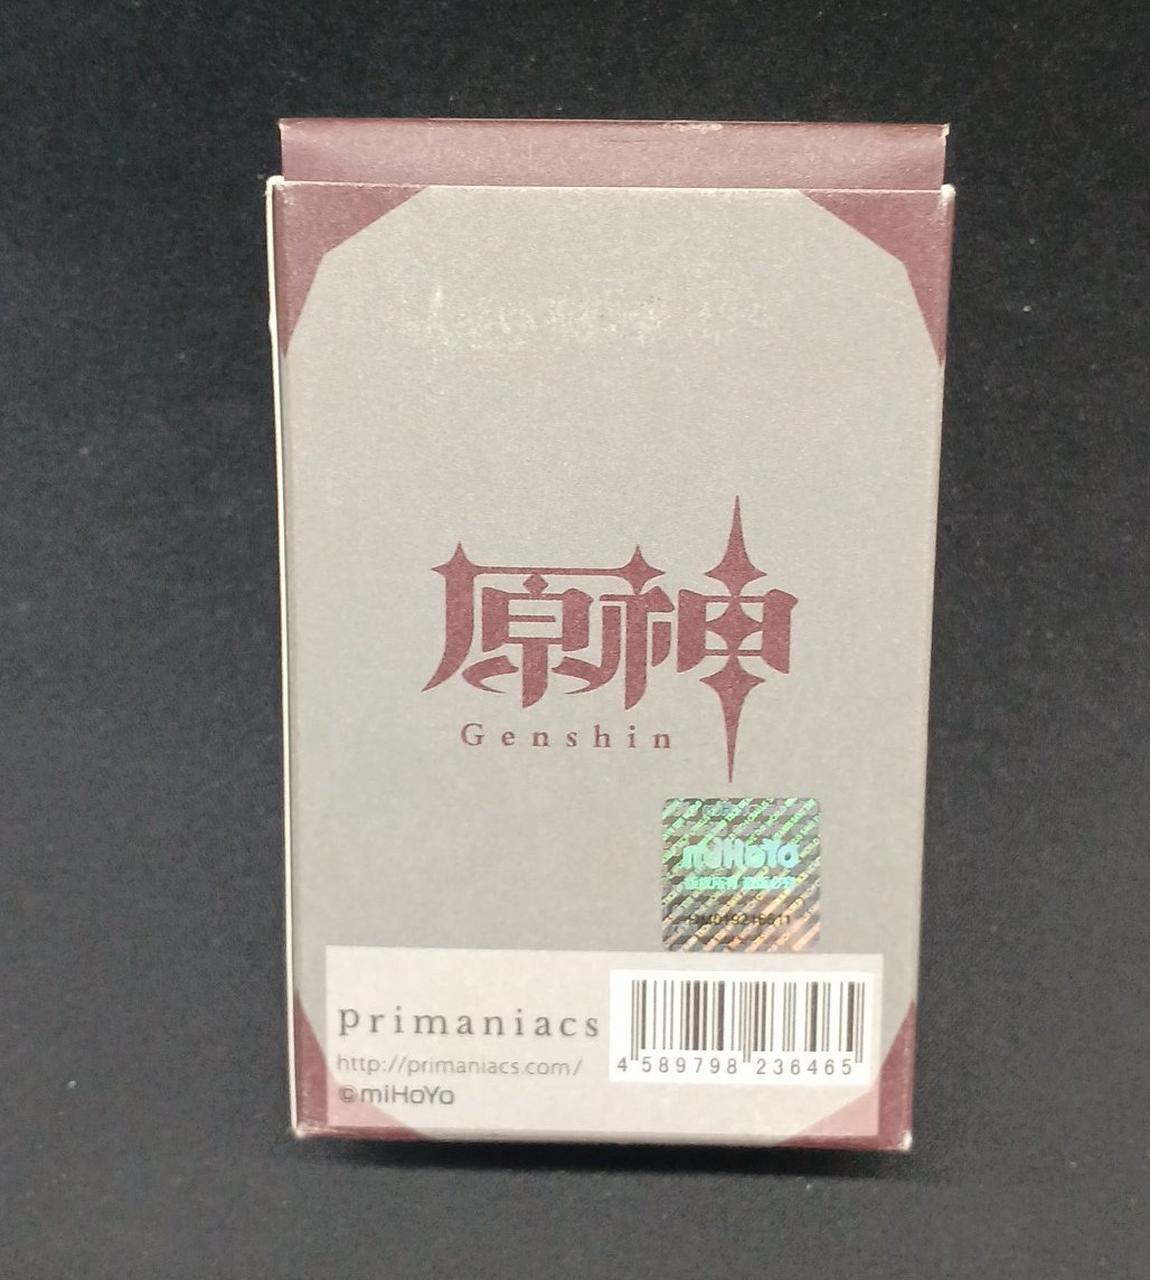 原神
Genshin
miHoYo
primaniacs
http://primaniacs.com/
©miHoYo
4 589798 236465